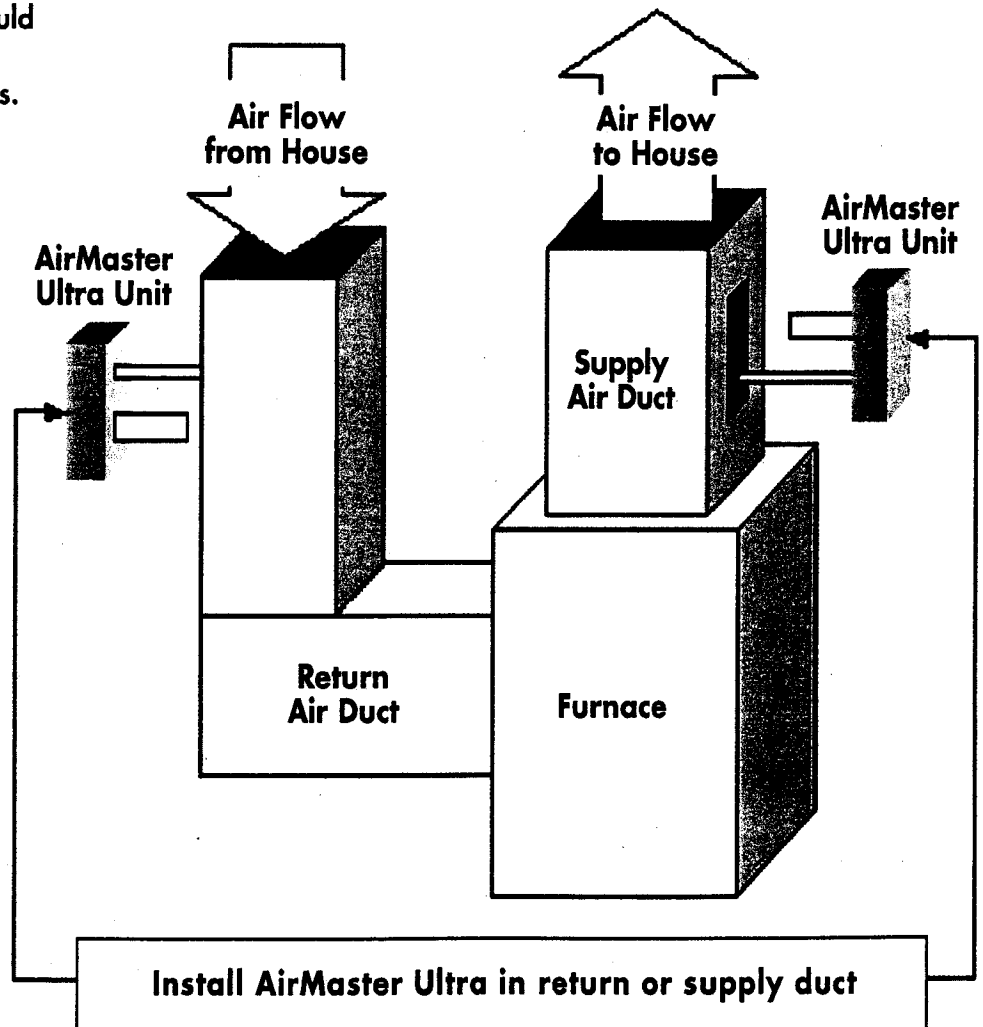 s.
Air Flow
from House
Air Flow
to House
AirMaster
Ultra Unit
AirMaster
Ultra Unit
Supply
Air Duct
Return
Air Duct
Furnace
Install AirMaster Ultra in return or supply duct